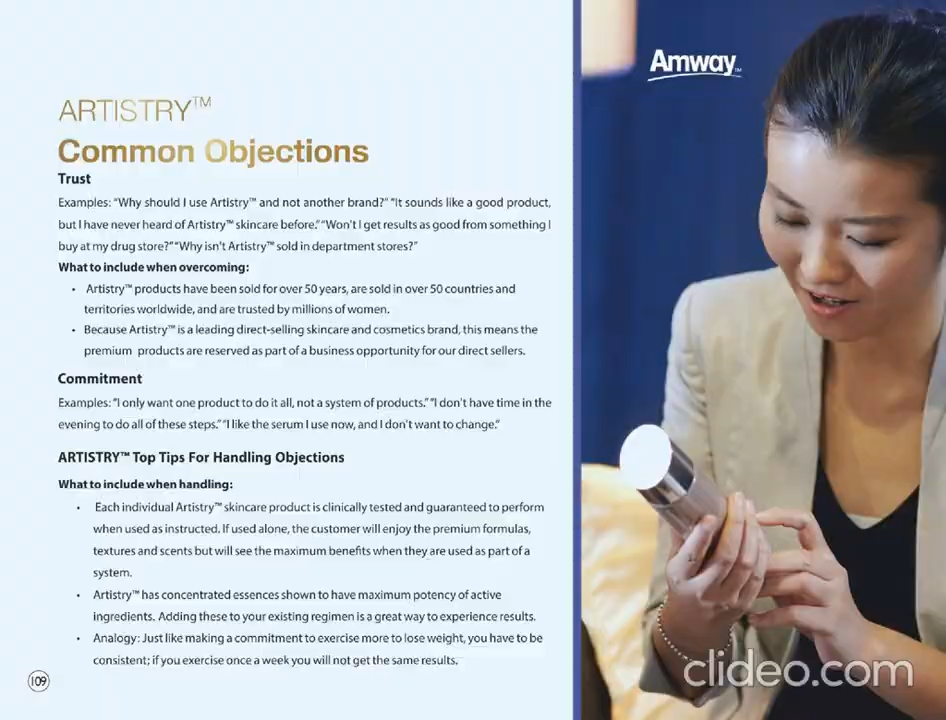 Amway™
ARTISTRY™
Common Objections
Trust
Examples: “Why should I use Artistry™ and not another brand?” “It sounds like a good product,
but I have never heard of Artistry™ skincare before.” “Won't I get results as good from something I
buy at my drug store?” “Why isn't Artistry™ sold in department stores?”
What to include when overcoming:
• Artistry™ products have been sold for over 50 years, are sold in over 50 countries and
territories worldwide, and are trusted by millions of women.
• Because Artistry™ is a leading direct-selling skincare and cosmetics brand, this means the
premium products are reserved as part of a business opportunity for our direct sellers.
Commitment
Examples: “I only want one product to do it all, not a system of products.” “I don't have time in the
evening to do all of these steps.” “I like the serum I use now, and I don't want to change.”
ARTISTRY™ Top Tips For Handling Objections
What to include when handling:
• Each individual Artistry™ skincare product is clinically tested and guaranteed to perform
when used as instructed. If used alone, the customer will enjoy the premium formulas,
textures and scents but will see the maximum benefits when they are used as part of a
system.
• Artistry™ has concentrated essences shown to have maximum potency of active
ingredients. Adding these to your existing regimen is a great way to experience results.
• Analogy: Just like making a commitment to exercise more to lose weight, you have to be
consistent; if you exercise once a week you will not get the same results.
109
clideo.com